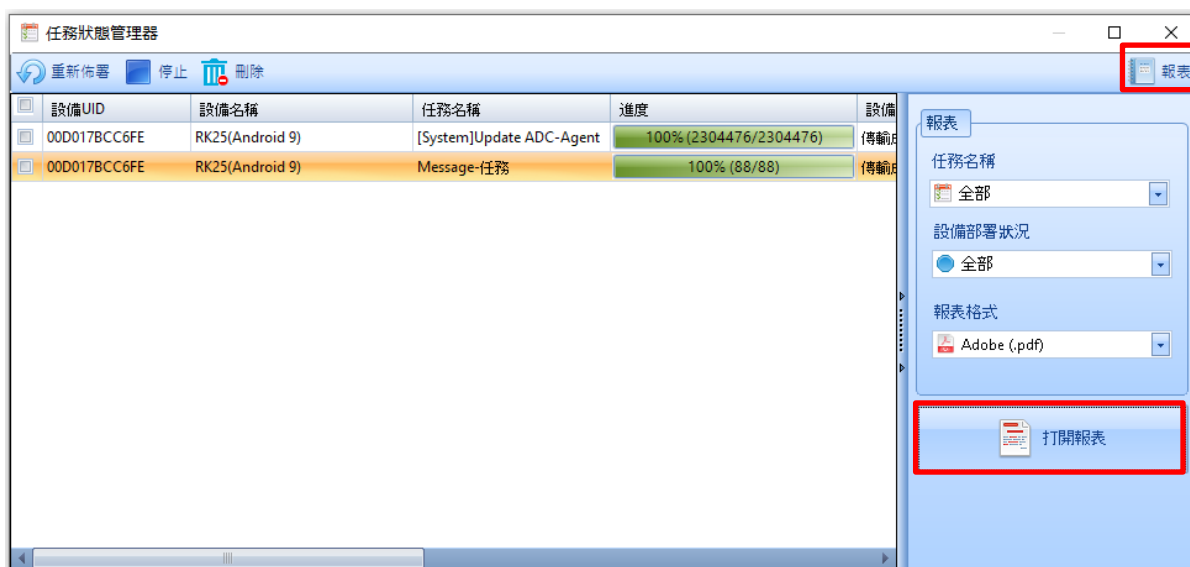 任務狀態管理器
重新佈署 停止 刪除 報表
設備UID 設備名稱 任務名稱 進度 設備
00D017BCC6FE RK25(Android 9) [System]Update ADC-Agent 100% (2304476/2304476) 傳輸
00D017BCC6FE RK25(Android 9) Message-任務 100% (88/88) 傳輸
報表
任務名稱
全部
設備部署狀況
全部
報表格式
Adobe (.pdf)
打開報表